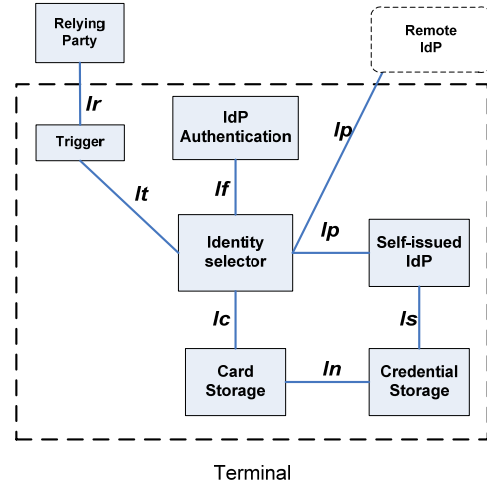 Relying
Party
Remote
IdP
Ir
IdP
Authentication
Ip
Trigger
It
If
Identity
selector
Ip
Self-issued
IdP
Ic
Is
Card
Storage
In
Credential
Storage
Terminal